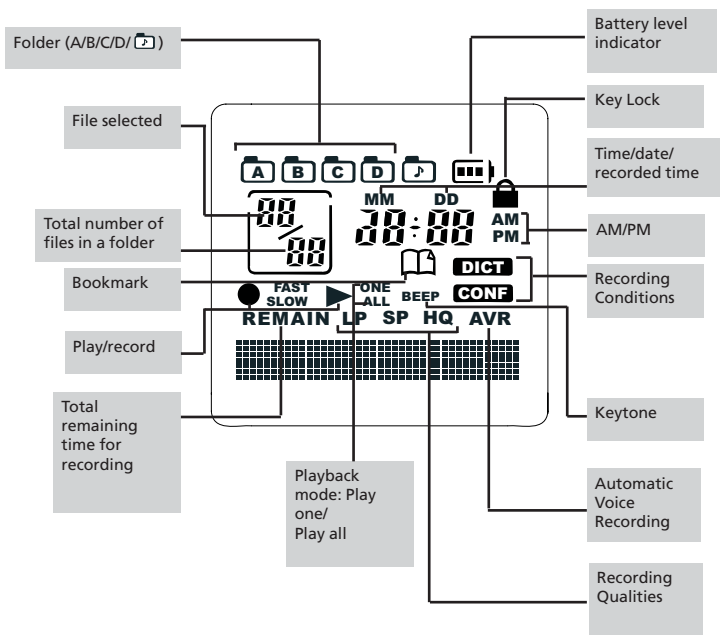 Battery level
indicator
Folder (A/B/C/D/ )
Key Lock
File selected
Time/date/
recorded time
A B C D
MM DD
88
88:88
AM
PM
AM/PM
Total number of
files in a folder
88
DICT
Recording
Conditions
Bookmark
FAST
SLOW
ONE
ALL
BEEP
CONF
REMAIN LP SP HQ AVR
Play/record
Total
remaining
time for
recording
Keytone
Playback
mode: Play
one/
Play all
Automatic
Voice
Recording
Recording
Qualities